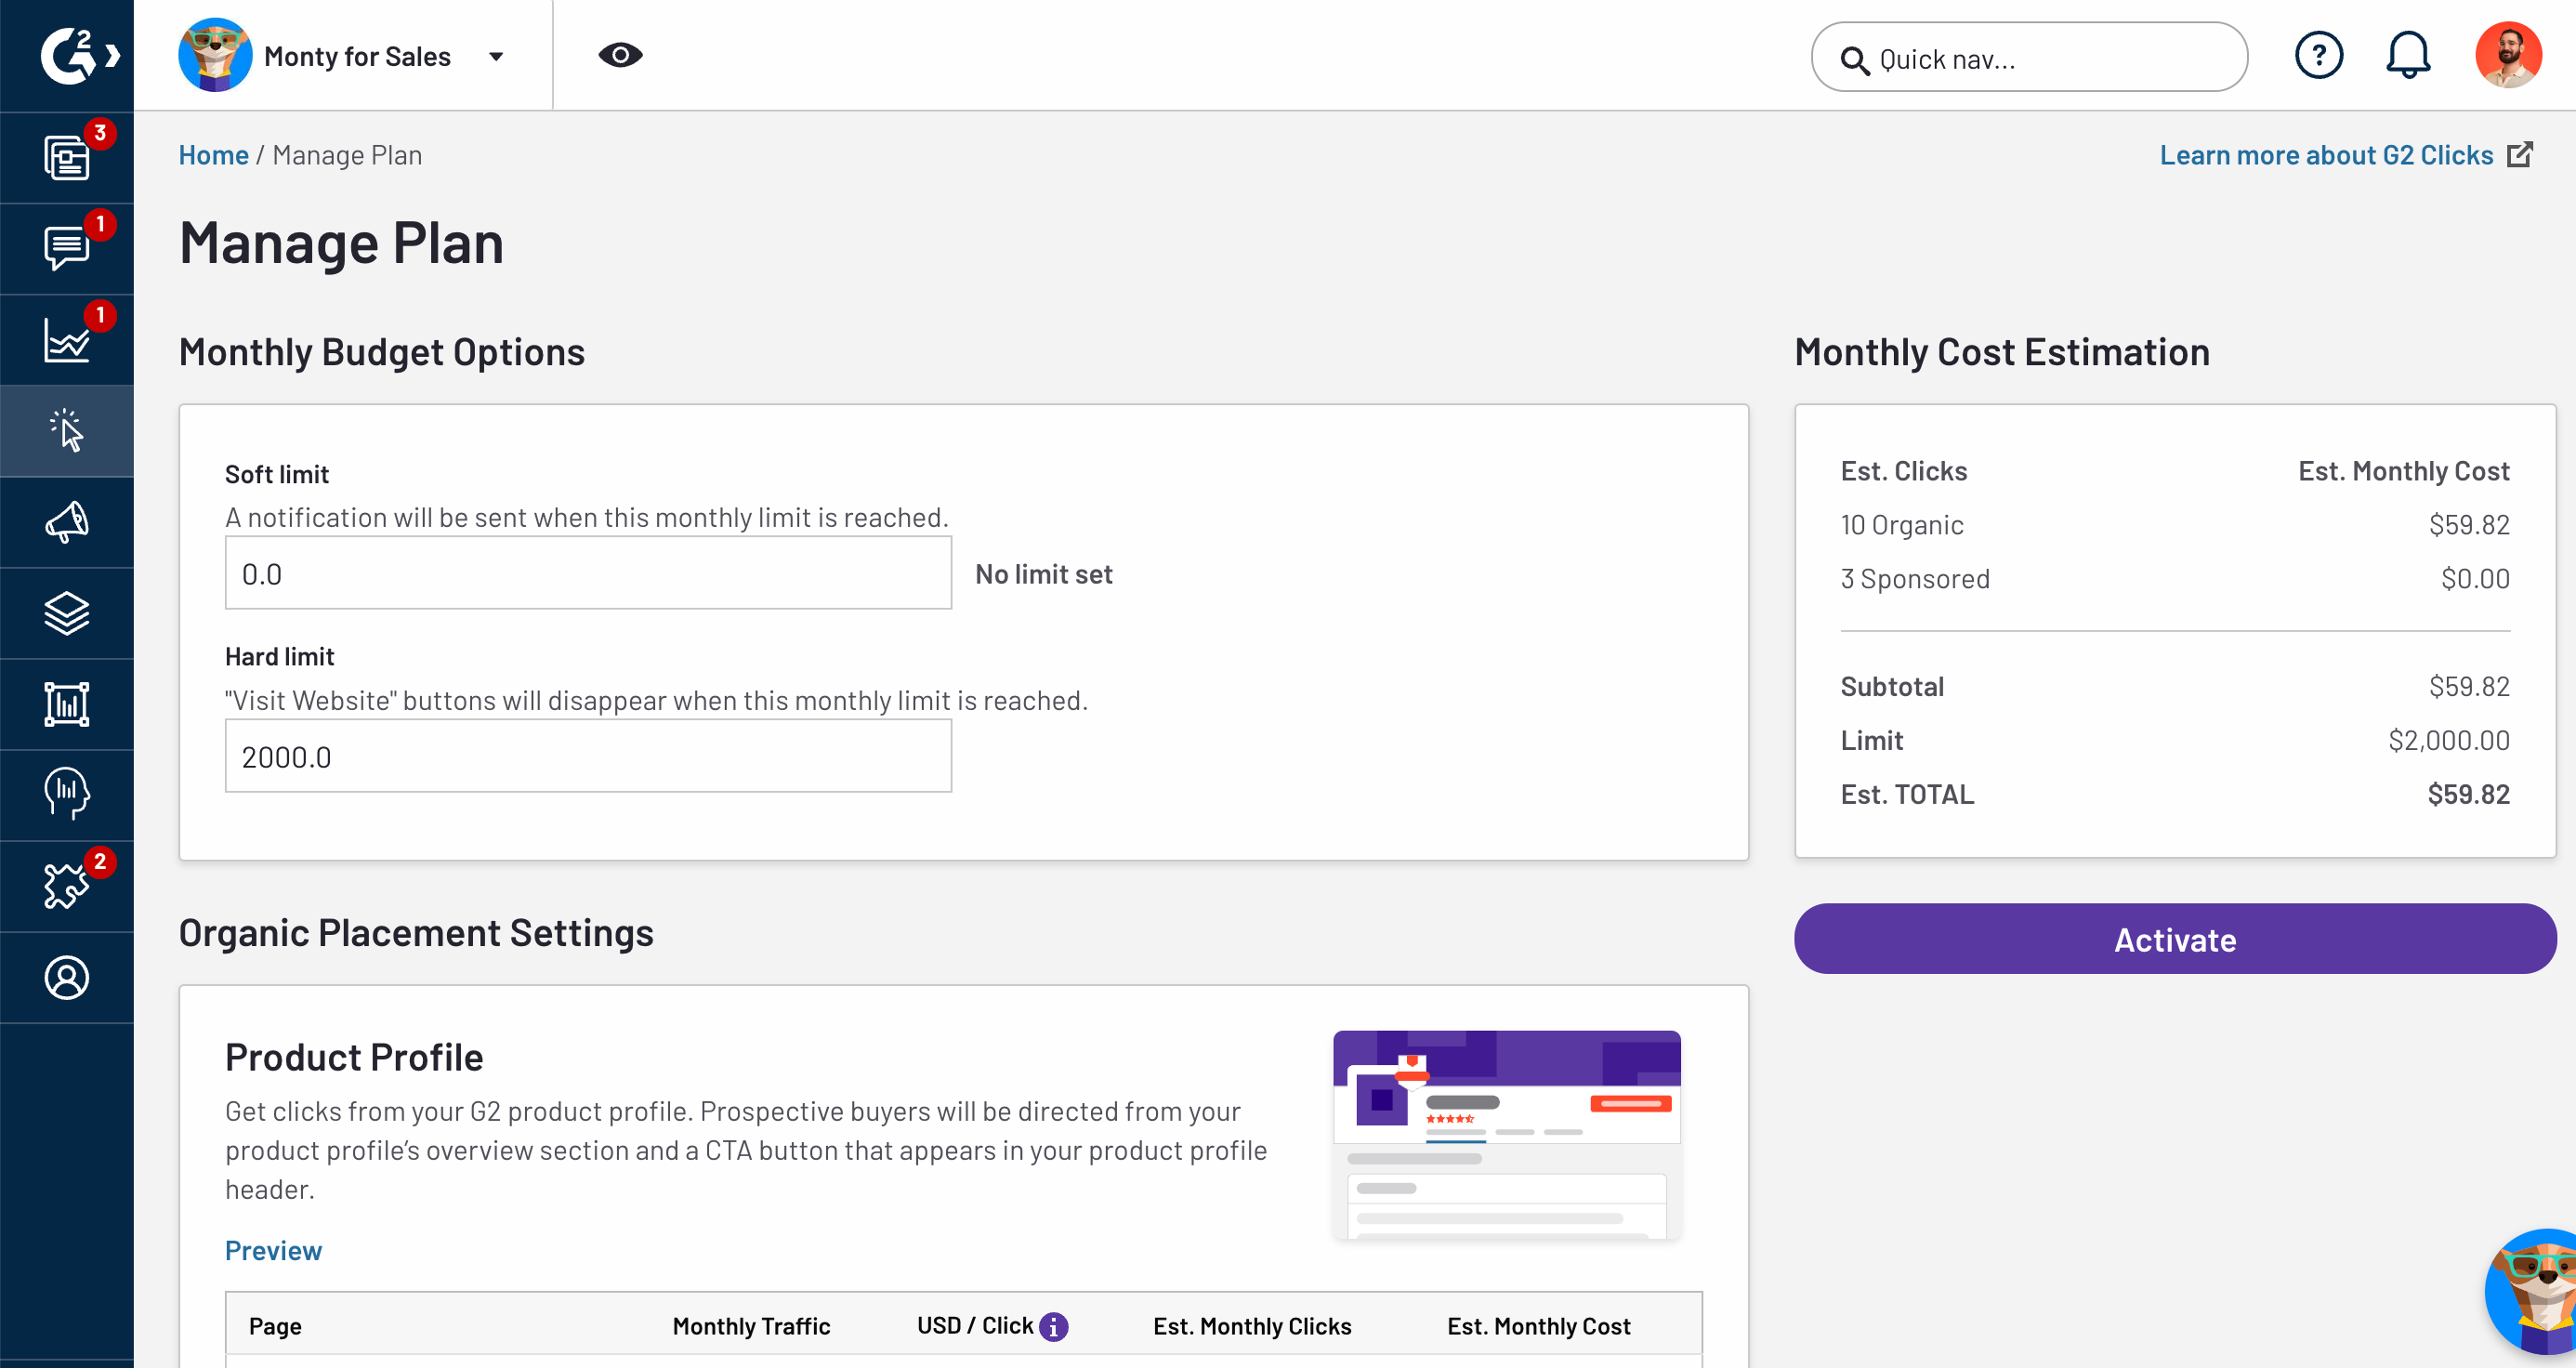 G2
Monty for Sales
Quick nav...
?
3
1
1
2
Home / Manage Plan
Learn more about G2 Clicks
Manage Plan
Monthly Budget Options
Soft limit
A notification will be sent when this monthly limit is reached.
0.0
No limit set
Hard limit
"Visit Website" buttons will disappear when this monthly limit is reached.
2000.0
Monthly Cost Estimation
Est. Clicks Est. Monthly Cost
10 Organic $59.82
3 Sponsored $0.00
Subtotal $59.82
Limit $2,000.00
Est. TOTAL $59.82
Activate
Organic Placement Settings
Product Profile
Get clicks from your G2 product profile. Prospective buyers will be directed from your
product profile’s overview section and a CTA button that appears in your product profile
header.
Preview
Page Monthly Traffic USD / Click i Est. Monthly Clicks Est. Monthly Cost